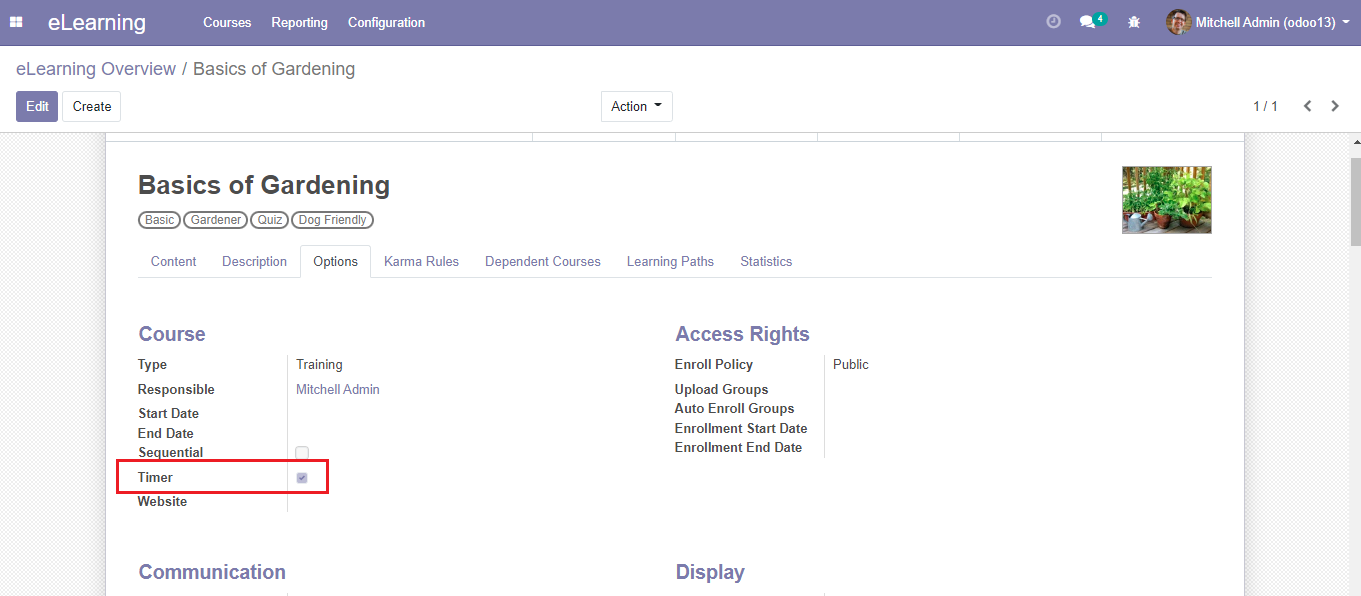 eLearning Courses Reporting Configuration 4 Mitchell Admin (odoo13)
eLearning Overview / Basics of Gardening
Edit Create Action 1 / 1
Basics of Gardening
Basic Gardener Quiz Dog Friendly
Content Description Options Karma Rules Dependent Courses Learning Paths Statistics
Course
Type Training
Responsible Mitchell Admin
Start Date
End Date
Sequential
Timer
Website
Access Rights
Enroll Policy Public
Upload Groups
Auto Enroll Groups
Enrollment Start Date
Enrollment End Date
Communication
Display